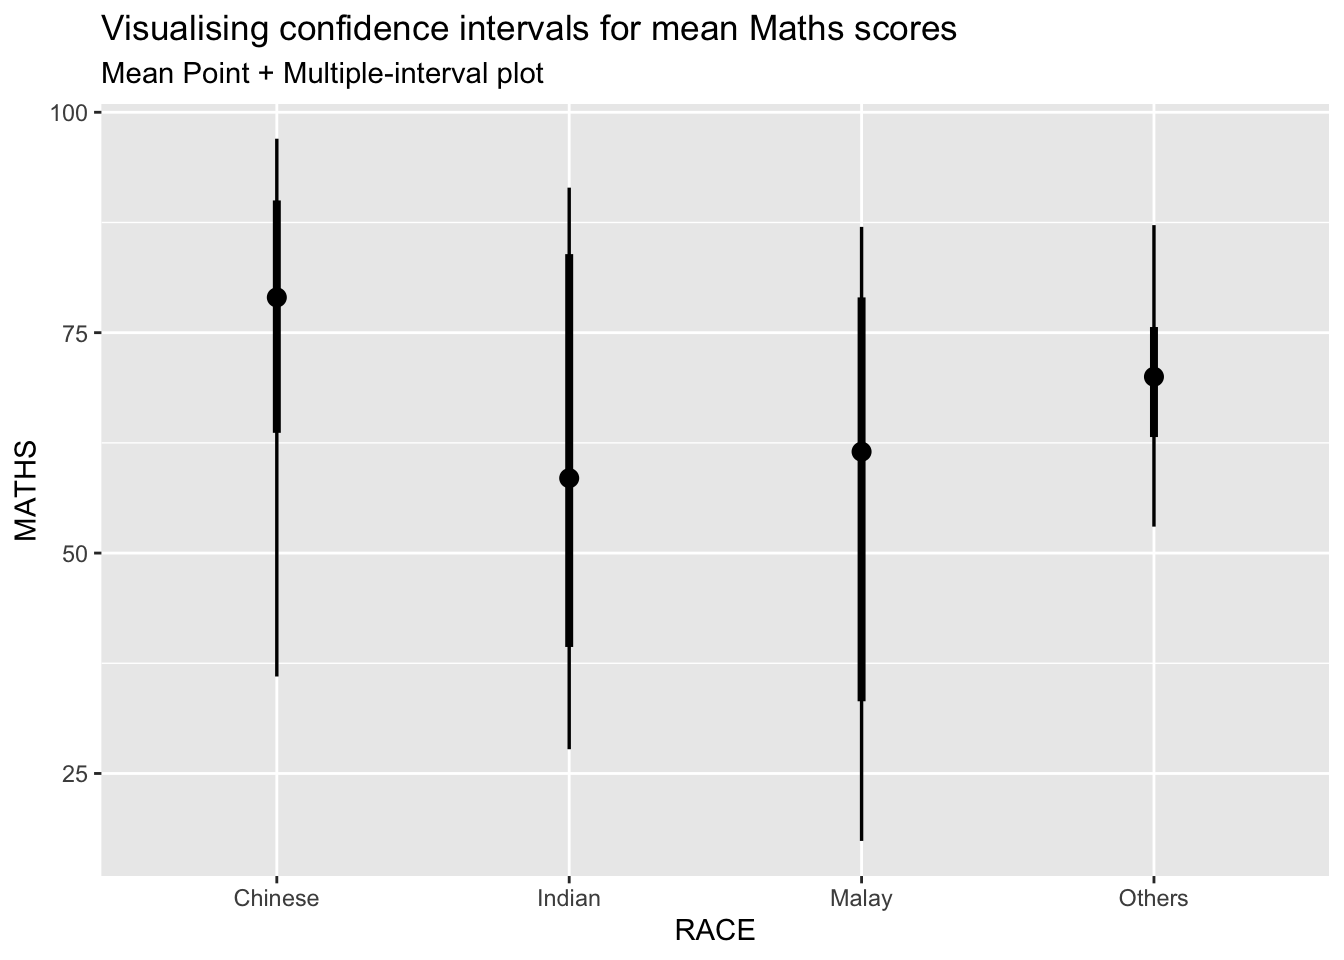 Visualising confidence intervals for mean Maths scores
Mean Point + Multiple-interval plot
100
75
50
25
MATHS
Chinese Indian Malay Others
RACE